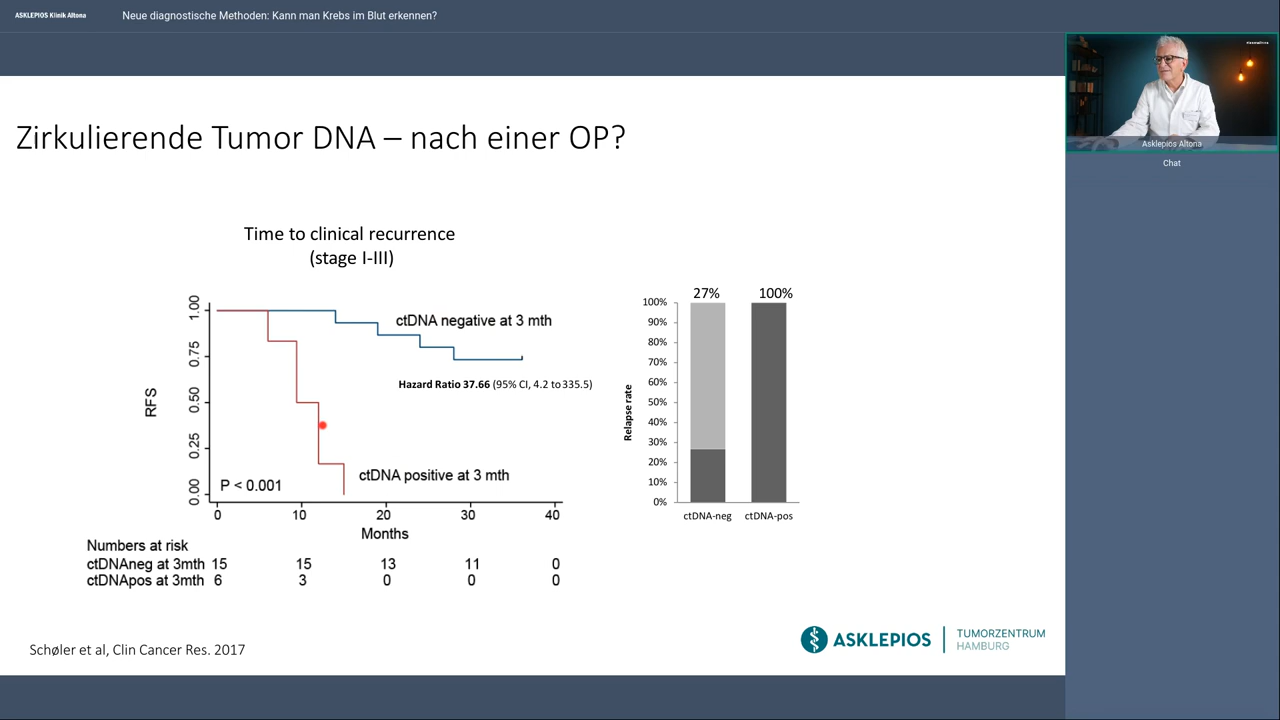 ASKLEPIOS Klinik Altona
Neue diagnostische Methoden: Kann man Krebs im Blut erkennen?
Asklepios Altona
Chat
Zirkulierende Tumor DNA – nach einer OP?
Time to clinical recurrence
(stage I-III)
RFS
1.00
0.75
0.50
0.25
0.00
ctDNA negative at 3 mth
Hazard Ratio 37.66 (95% CI, 4.2 to 335.5)
ctDNA positive at 3 mth
P < 0.001
0 10 20 30 40
Months
Numbers at risk
ctDNAneg at 3mth 15 15 13 11 0
ctDNApos at 3mth 6 3 0 0 0
27% 100%
Relapse rate
100%
90%
80%
70%
60%
50%
40%
30%
20%
10%
0%
ctDNA-neg ctDNA-pos
Schøler et al, Clin Cancer Res. 2017
ASKLEPIOS
TUMORZENTRUM
HAMBURG